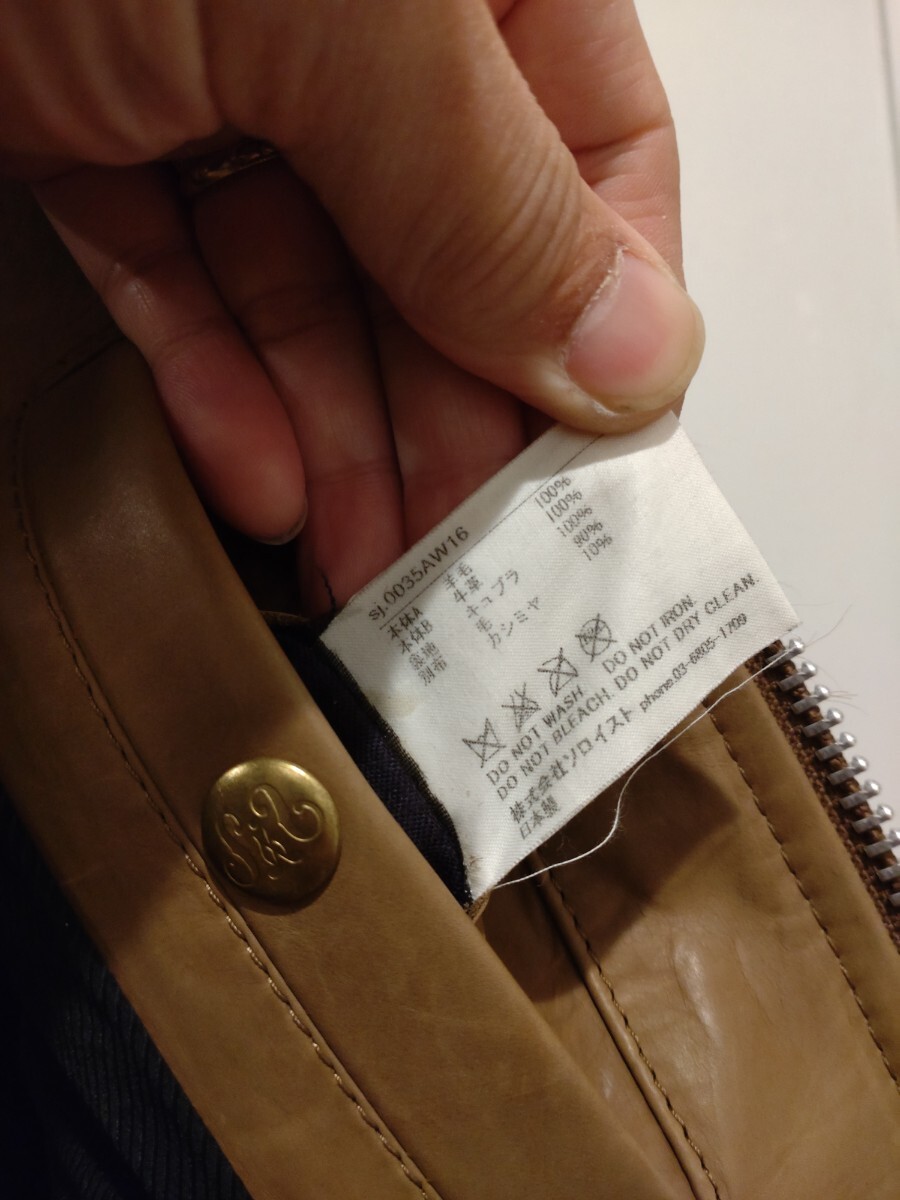 sj.0035AW16
本体A 羊毛 100%
本体B 牛革 100%
裏地 キュプラ 100%
別布 毛 90%
カシミヤ 10%
DO NOT WASH. DO NOT IRON.
DO NOT BLEACH. DO NOT DRY CLEAN.
株式会社ソロイスト phone.03-6805-1709
日本製